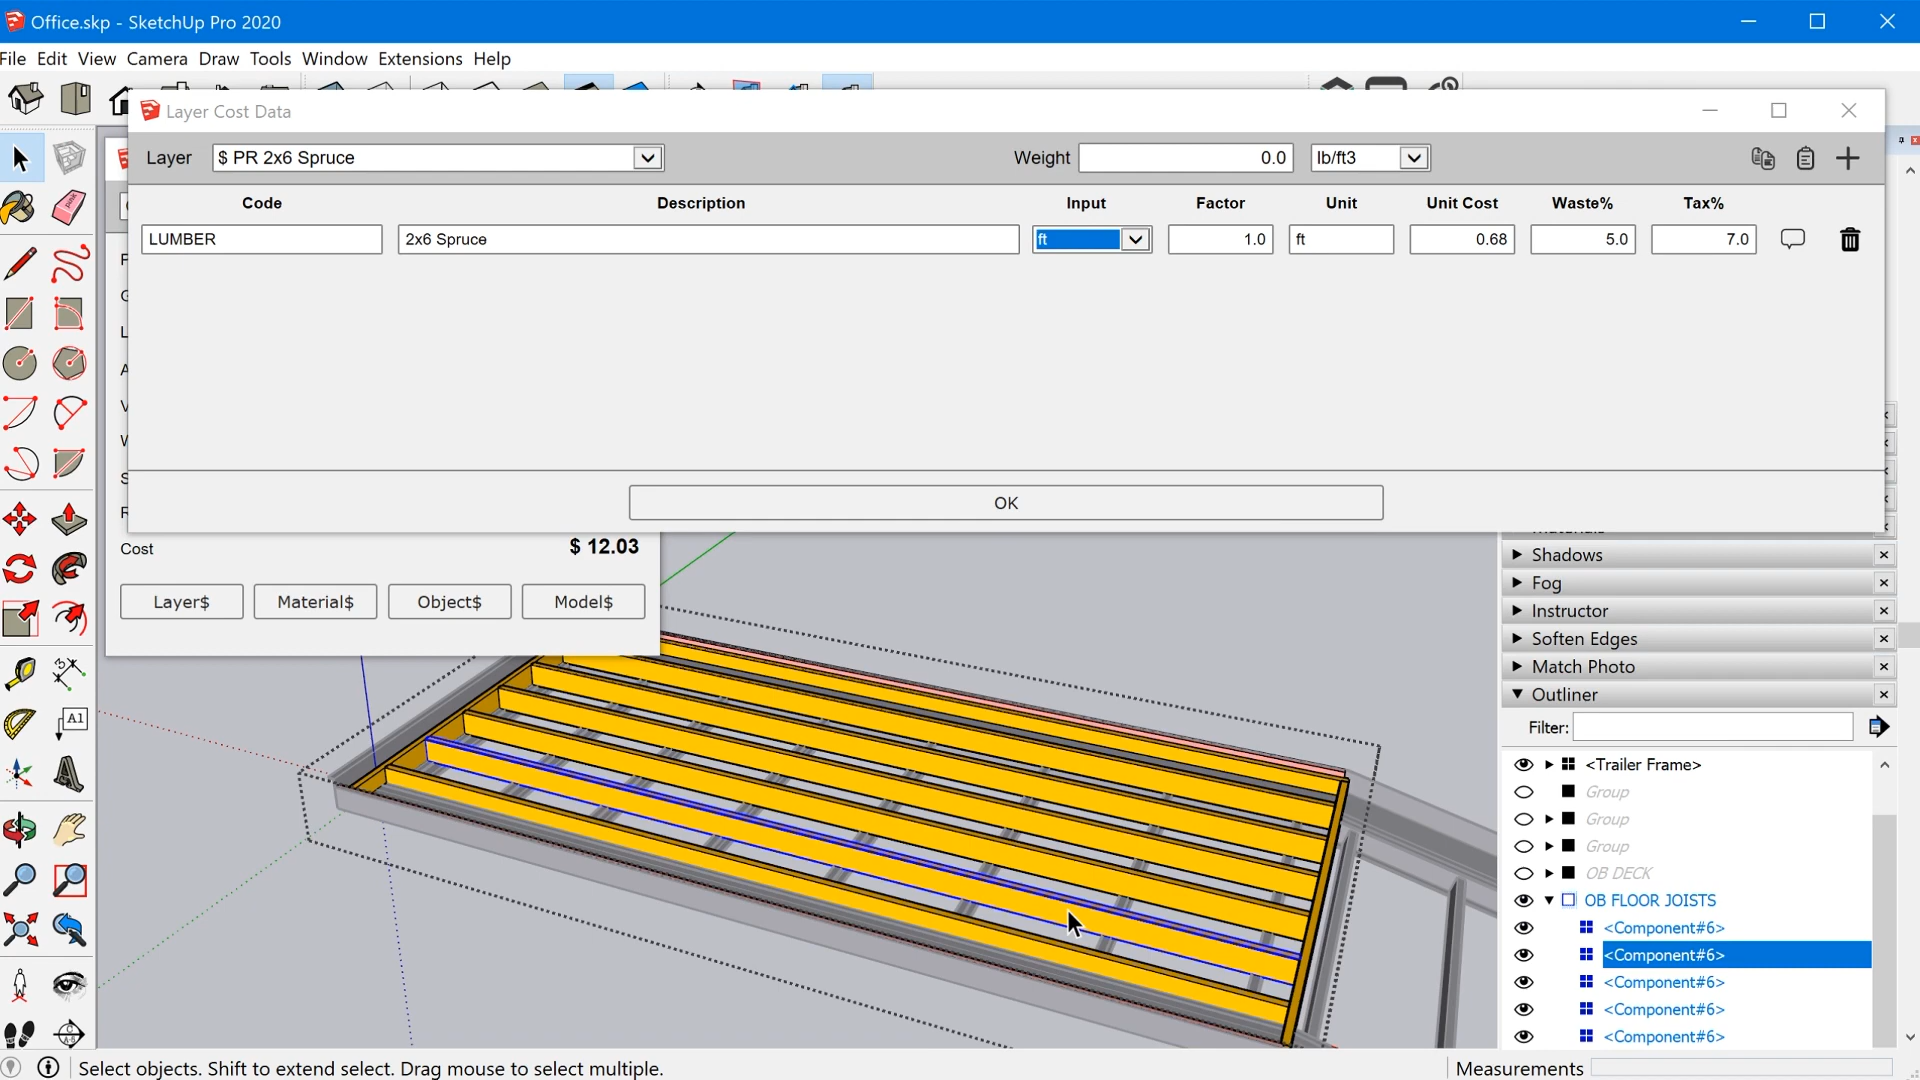 Office.skp - SketchUp Pro 2020
File Edit View Camera Draw Tools Window Extensions Help
Layer Cost Data
Layer $ PR 2x6 Spruce Weight 0.0 lb/ft3
Code Description Input Factor Unit Unit Cost Waste% Tax%
LUMBER 2x6 Spruce ft 1.0 ft 0.68 5.0 7.0
OK
Cost $ 12.03
Layer$ Material$ Object$ Model$
Shadows
Fog
Instructor
Soften Edges
Match Photo
Outliner
Filter:
<Trailer Frame>
Group
Group
Group
OB DECK
OB FLOOR JOISTS
<Component#6>
<Component#6>
<Component#6>
<Component#6>
<Component#6>
Select objects. Shift to extend select. Drag mouse to select multiple.
Measurements